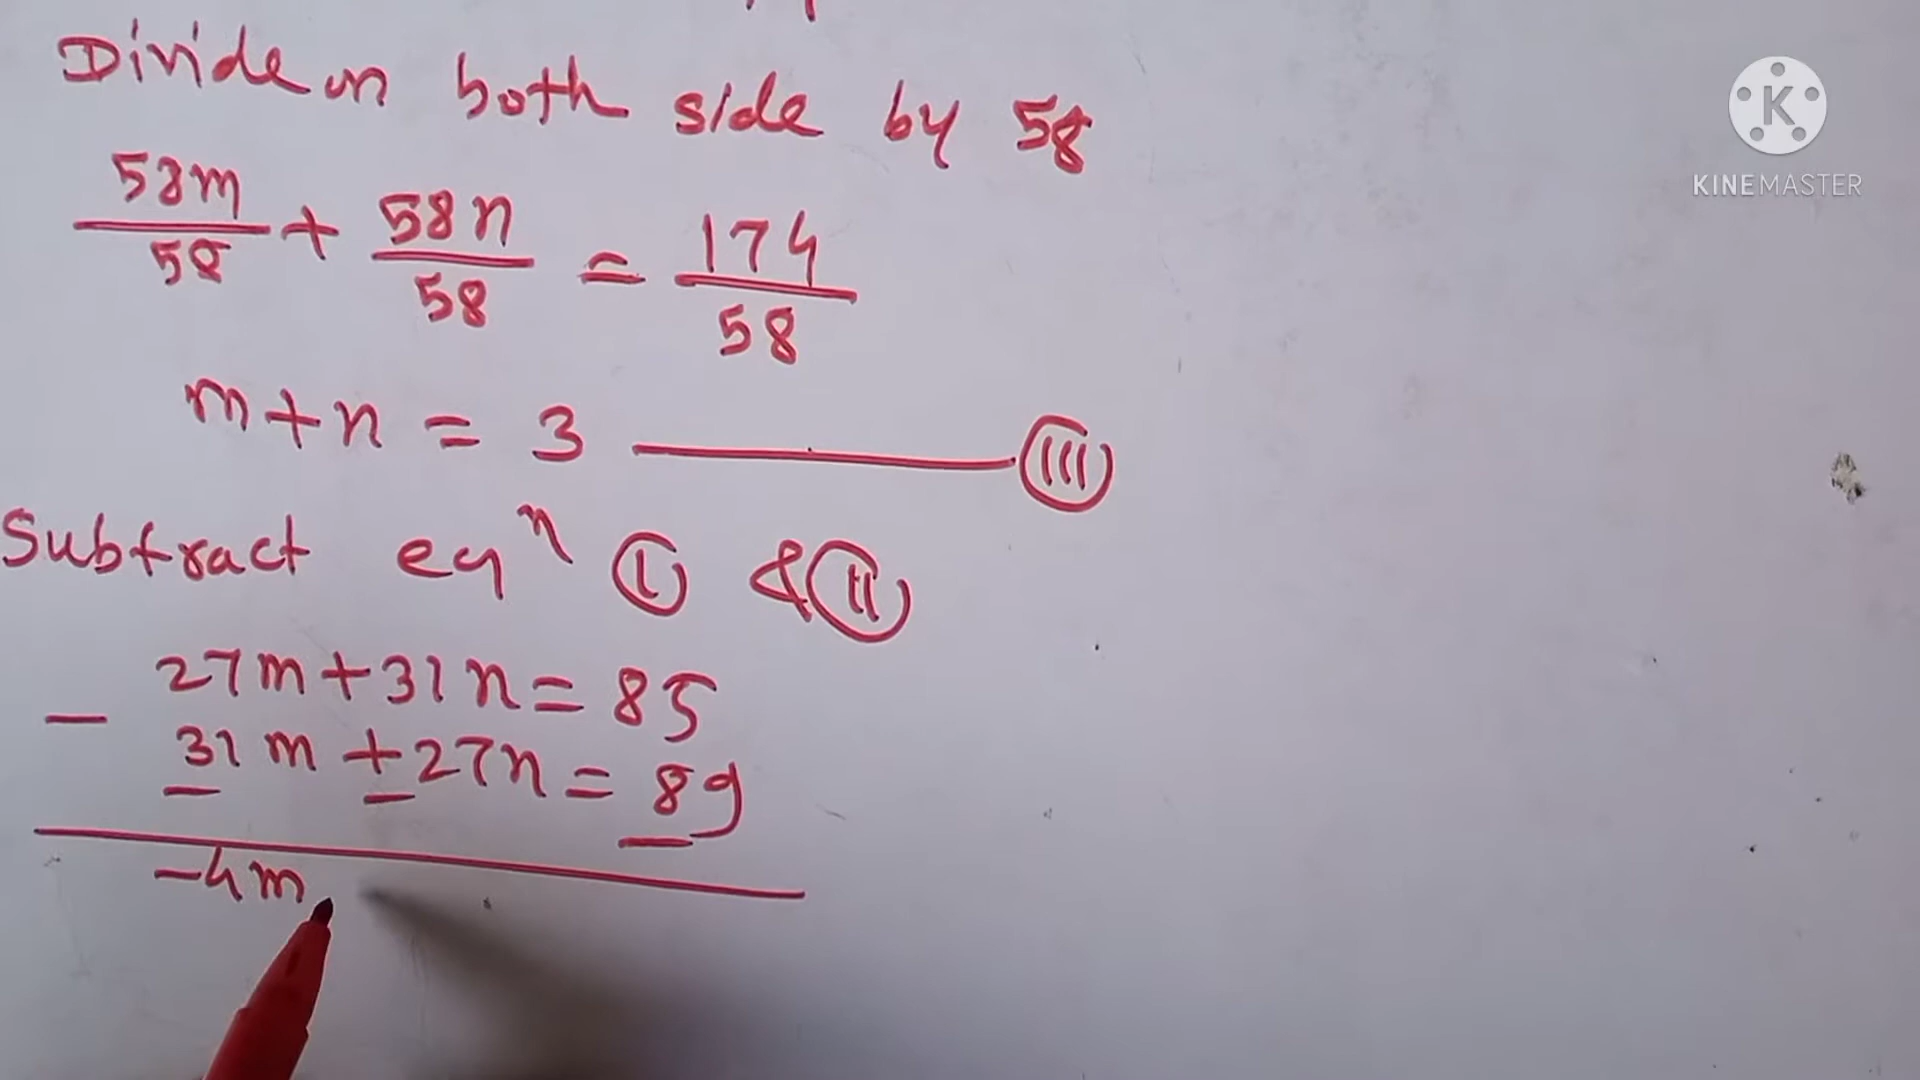 Divide on both side by 58
KINEMASTER
58m/58 + 58n/58 = 174/58
m+n = 3 ———— (III)
Subtract eqⁿ (I) & (II)
27m+31n=85
— 31m+27n=89
— — —
-4m